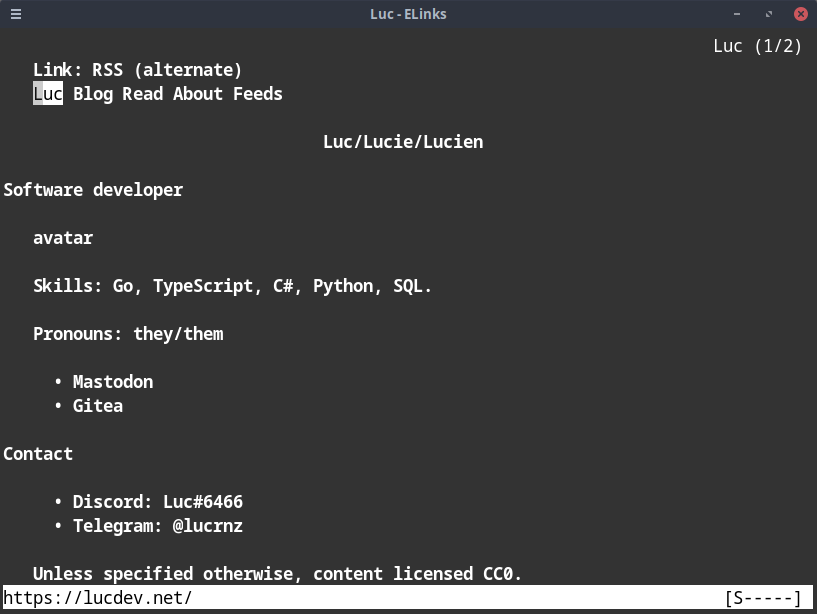 Luc - ELinks
Luc (1/2)
Link: RSS (alternate)
Luc Blog Read About Feeds
Luc/Lucie/Lucien
Software developer
avatar
Skills: Go, TypeScript, C#, Python, SQL.
Pronouns: they/them
• Mastodon
• Gitea
Contact
• Discord: Luc#6466
• Telegram: @lucrnz
Unless specified otherwise, content licensed CC0.
https://lucdev.net/ [S-----]